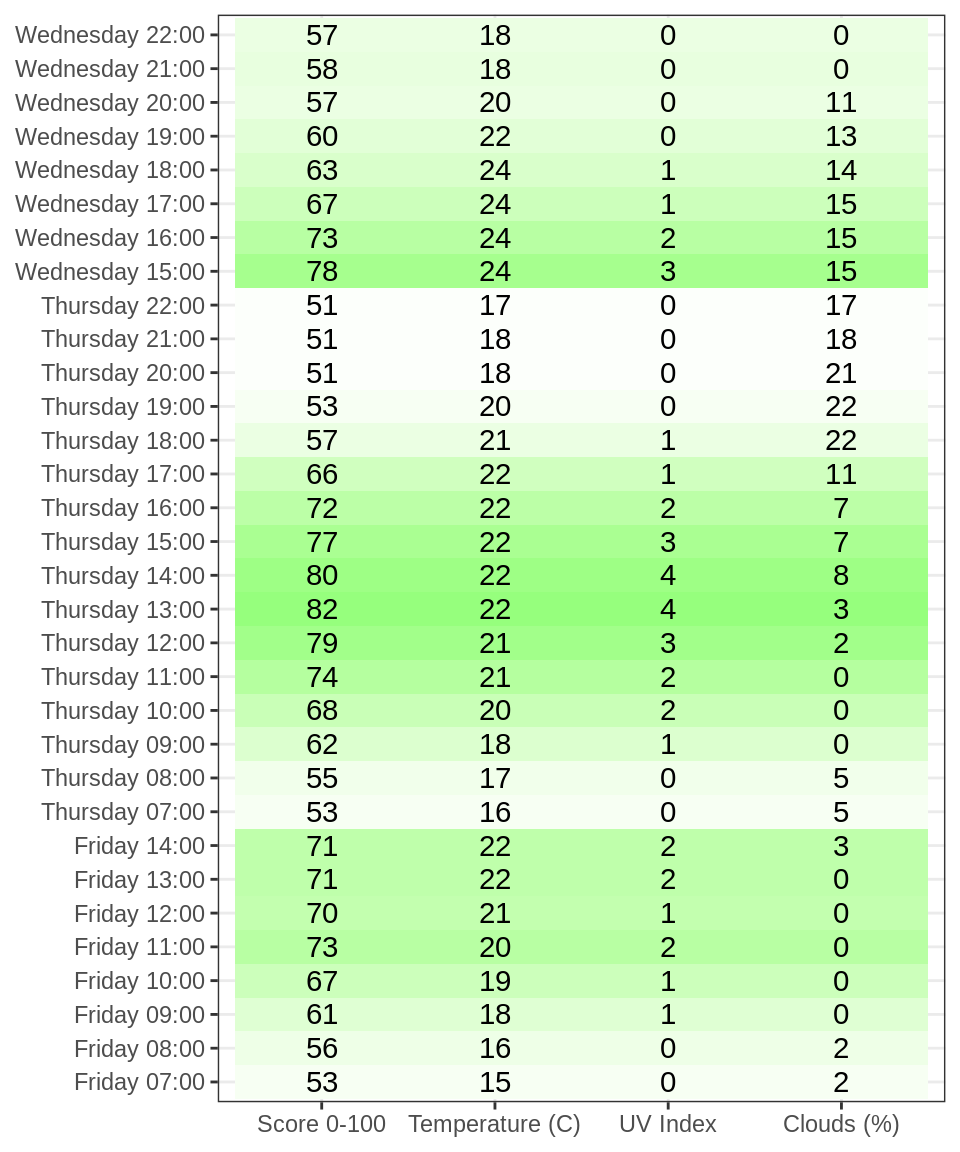 Wednesday 22:00 57 18 0 0
Wednesday 21:00 58 18 0 0
Wednesday 20:00 57 20 0 11
Wednesday 19:00 60 22 0 13
Wednesday 18:00 63 24 1 14
Wednesday 17:00 67 24 1 15
Wednesday 16:00 73 24 2 15
Wednesday 15:00 78 24 3 15
Thursday 22:00 51 17 0 17
Thursday 21:00 51 18 0 18
Thursday 20:00 51 18 0 21
Thursday 19:00 53 20 0 22
Thursday 18:00 57 21 1 22
Thursday 17:00 66 22 1 11
Thursday 16:00 72 22 2 7
Thursday 15:00 77 22 3 7
Thursday 14:00 80 22 4 8
Thursday 13:00 82 22 4 3
Thursday 12:00 79 21 3 2
Thursday 11:00 74 21 2 0
Thursday 10:00 68 20 2 0
Thursday 09:00 62 18 1 0
Thursday 08:00 55 17 0 5
Thursday 07:00 53 16 0 5
Friday 14:00 71 22 2 3
Friday 13:00 71 22 2 0
Friday 12:00 70 21 1 0
Friday 11:00 73 20 2 0
Friday 10:00 67 19 1 0
Friday 09:00 61 18 1 0
Friday 08:00 56 16 0 2
Friday 07:00 53 15 0 2
Score 0-100 Temperature (C) UV Index Clouds (%)